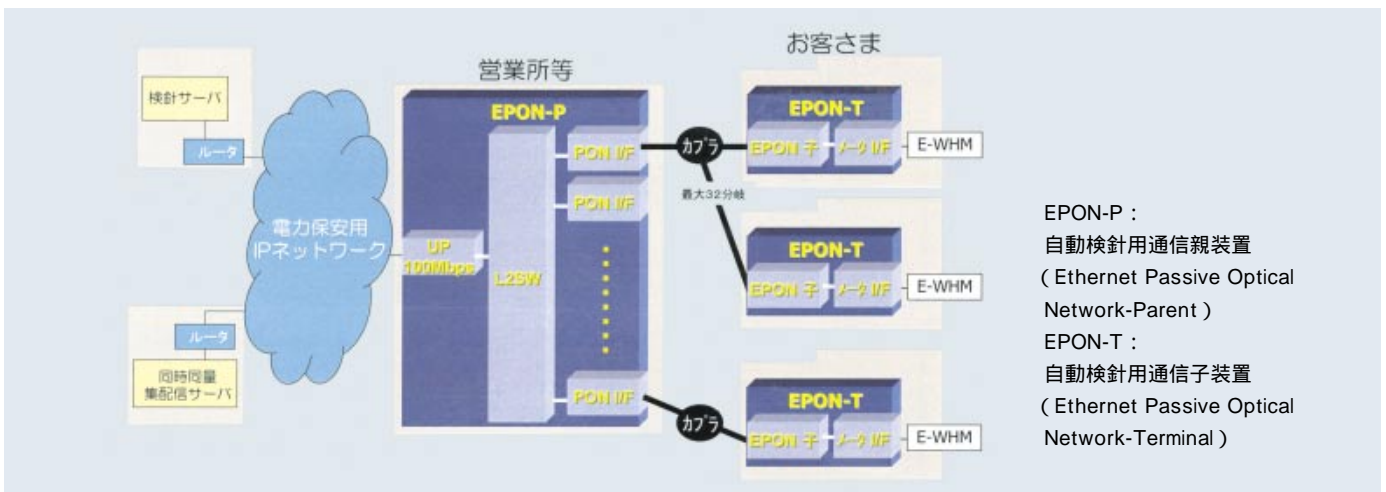 検針サーバ
ルータ
電力保安用
IPネットワーク
ルータ
同時同量
集配信サーバ
営業所等
EPON-P
UP
100Mbps
L2SW
PON I/F
PON I/F
PON I/F
カプラ
最大32分岐
カプラ
お客さま
EPON-T
EPON 子
メータ I/F
E-WHM
EPON-T
EPON 子
メータ I/F
E-WHM
EPON-T
EPON 子
メータ I/F
E-WHM
EPON-P：
自動検針用通信親装置
（Ethernet Passive Optical
Network-Parent）
EPON-T：
自動検針用通信子装置
（Ethernet Passive Optical
Network-Terminal）